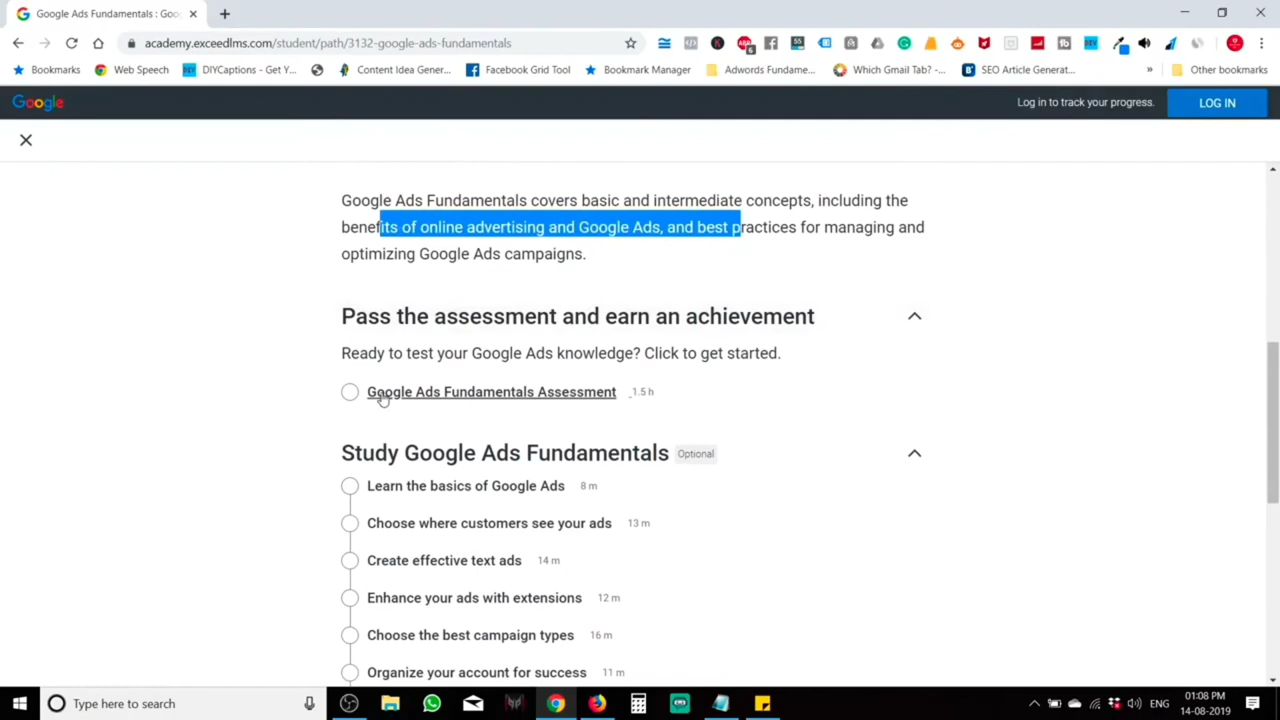 Google Ads Fundamentals : Goo
academy.exceedlms.com/student/path/3132-google-ads-fundamentals
Bookmarks
Web Speech
DIYCaptions - Get Y...
Content Idea Gener...
Facebook Grid Tool
Bookmark Manager
Adwords Fundame...
Which Gmail Tab? -...
SEO Article Generat...
»
Other bookmarks
Google
Log in to track your progress.
LOG IN
Google Ads Fundamentals covers basic and intermediate concepts, including the
benefits of online advertising and Google Ads, and best practices for managing and
optimizing Google Ads campaigns.
Pass the assessment and earn an achievement
Ready to test your Google Ads knowledge? Click to get started.
Google Ads Fundamentals Assessment 1.5 h
Study Google Ads Fundamentals Optional
Learn the basics of Google Ads 8 m
Choose where customers see your ads 13 m
Create effective text ads 14 m
Enhance your ads with extensions 12 m
Choose the best campaign types 16 m
Organize your account for success 11 m
Type here to search
ENG
01:08 PM
14-08-2019